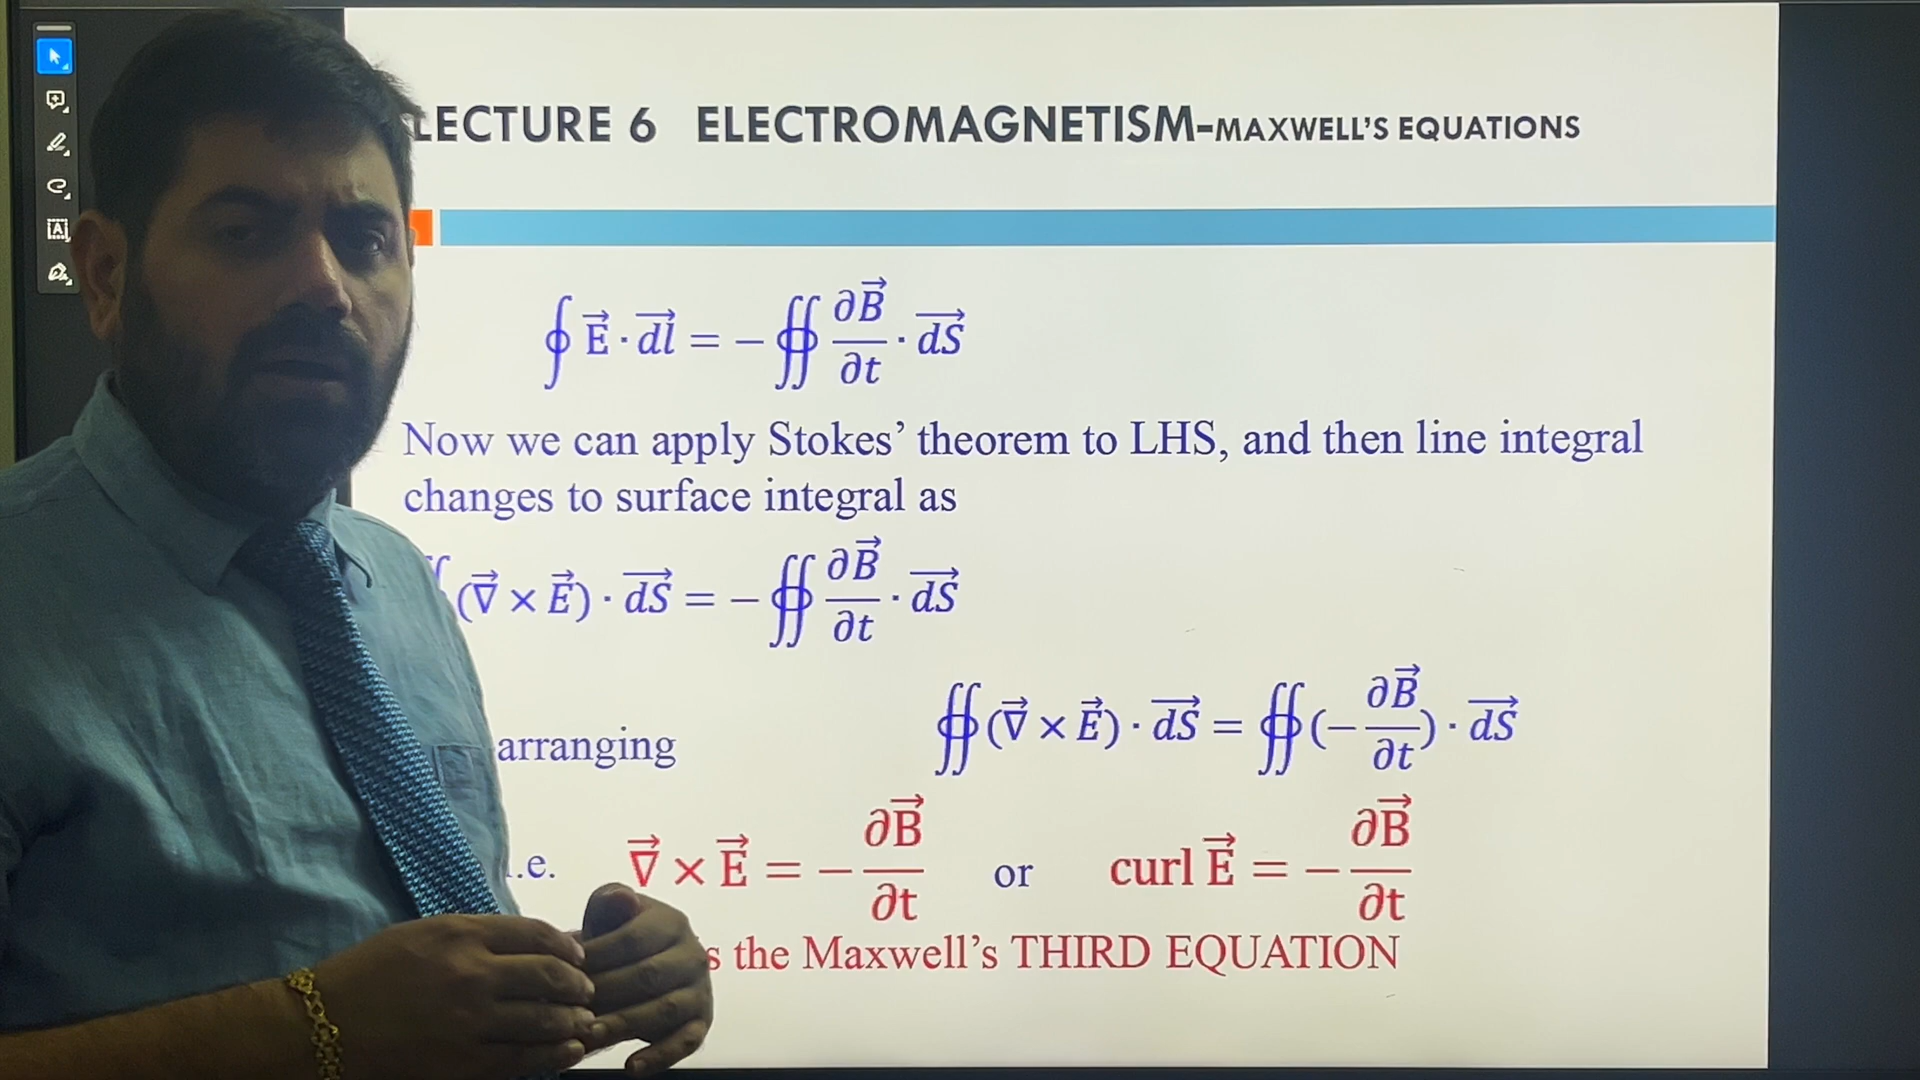 LECTURE 6 ELECTROMAGNETISM-MAXWELL'S EQUATIONS
∮ E⃗ · dl⃗ = − ∯ ∂B⃗/∂t · dS⃗
Now we can apply Stokes’ theorem to LHS, and then line integral
changes to surface integral as
(∇⃗ × E⃗) · dS⃗ = − ∯ ∂B⃗/∂t · dS⃗
arranging ∯ (∇⃗ × E⃗) · dS⃗ = ∯ (− ∂B⃗/∂t) · dS⃗
i.e. ∇⃗ × E⃗ = − ∂B⃗/∂t or curl E⃗ = − ∂B⃗/∂t
s the Maxwell’s THIRD EQUATION